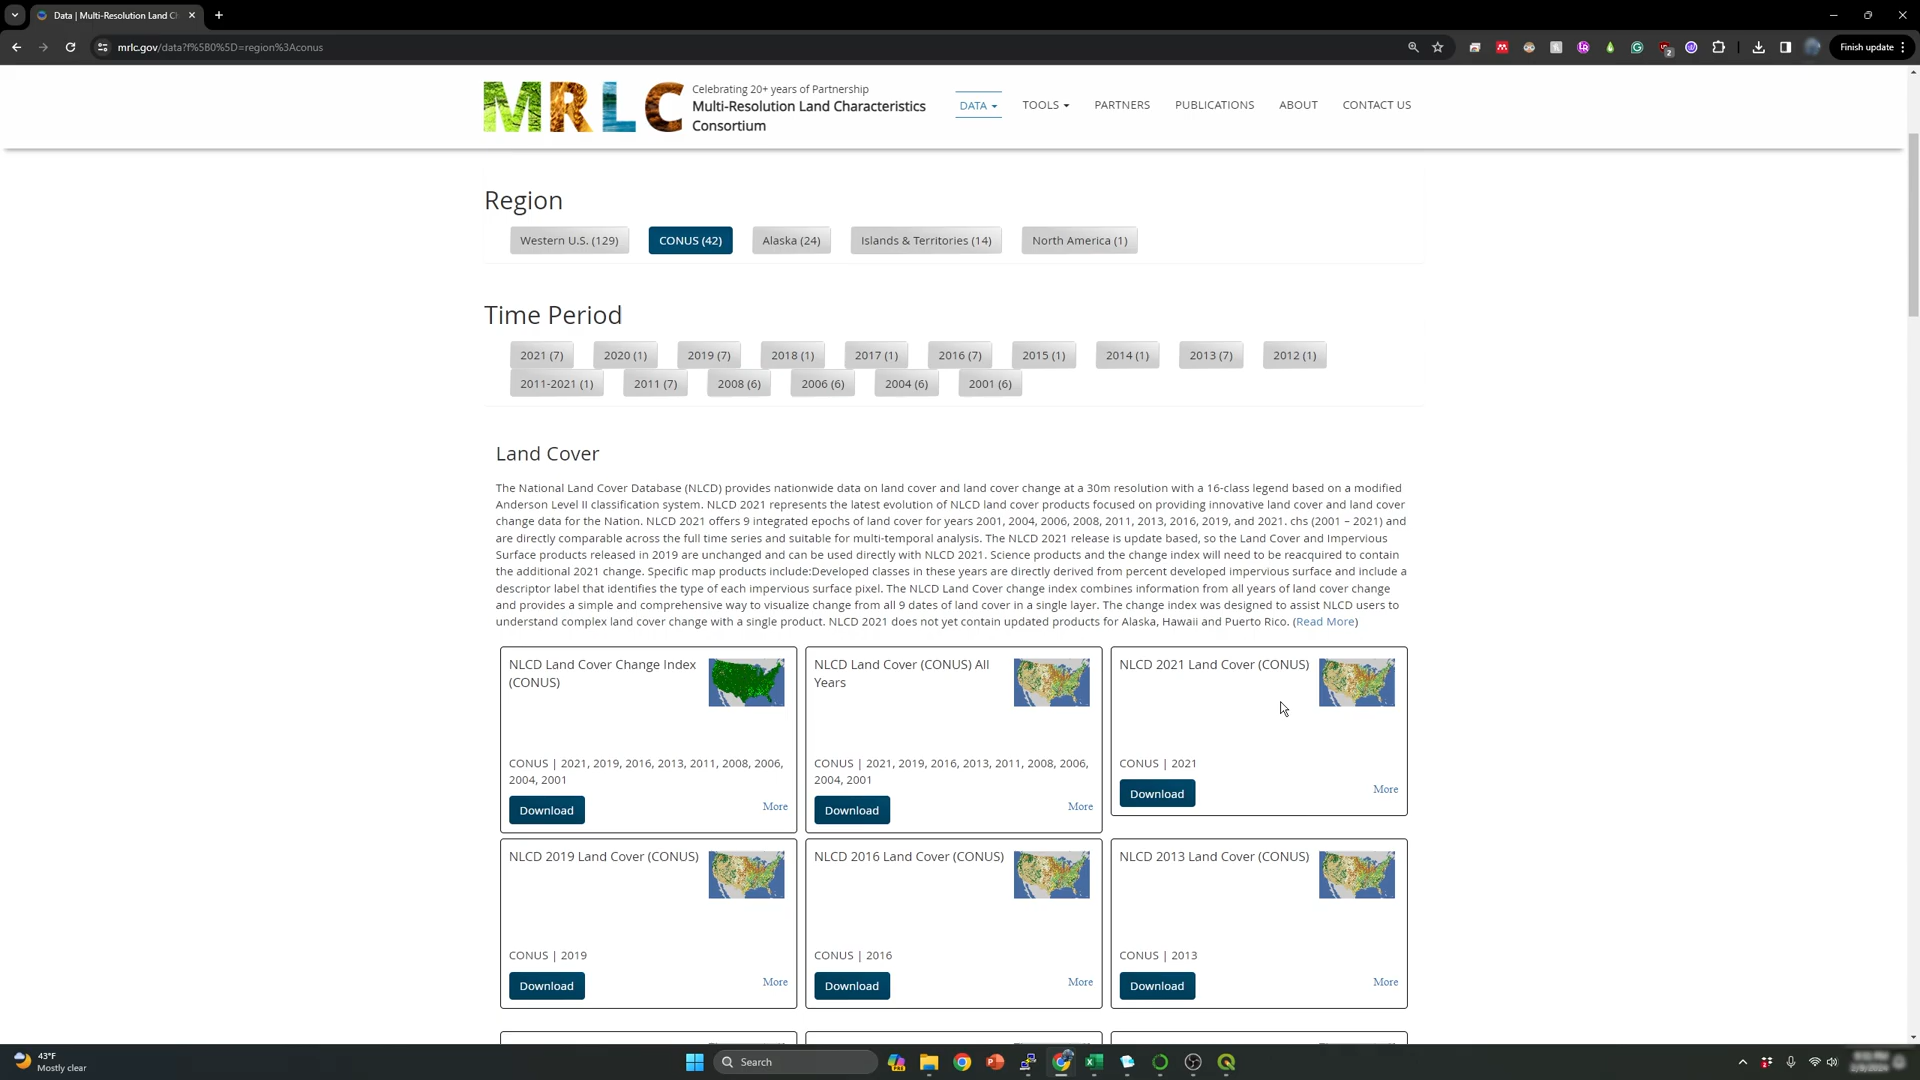 Data | Multi-Resolution Land C
mrlc.gov/data?f%5B0%5D=region%3Aconus
2
Finish update
MRLC
Celebrating 20+ years of Partnership
Multi-Resolution Land Characteristics
Consortium
DATA
TOOLS
PARTNERS
PUBLICATIONS
ABOUT
CONTACT US
Region
Western U.S. (129)
CONUS (42)
Alaska (24)
Islands & Territories (14)
North America (1)
Time Period
2021 (7)
2020 (1)
2019 (7)
2018 (1)
2017 (1)
2016 (7)
2015 (1)
2014 (1)
2013 (7)
2012 (1)
2011-2021 (1)
2011 (7)
2008 (6)
2006 (6)
2004 (6)
2001 (6)
Land Cover
The National Land Cover Database (NLCD) provides nationwide data on land cover and land cover change at a 30m resolution with a 16-class legend based on a modified
Anderson Level II classification system. NLCD 2021 represents the latest evolution of NLCD land cover products focused on providing innovative land cover and land cover
change data for the Nation. NLCD 2021 offers 9 integrated epochs of land cover for years 2001, 2004, 2006, 2008, 2011, 2013, 2016, 2019, and 2021. chs (2001 – 2021) and
are directly comparable across the full time series and suitable for multi-temporal analysis. The NLCD 2021 release is update based, so the Land Cover and Impervious
Surface products released in 2019 are unchanged and can be used directly with NLCD 2021. Science products and the change index will need to be reacquired to contain
the additional 2021 change. Specific map products include:Developed classes in these years are directly derived from percent developed impervious surface and include a
descriptor label that identifies the type of each impervious surface pixel. The NLCD Land Cover change index combines information from all years of land cover change
and provides a simple and comprehensive way to visualize change from all 9 dates of land cover in a single layer. The change index was designed to assist NLCD users to
understand complex land cover change with a single product. NLCD 2021 does not yet contain updated products for Alaska, Hawaii and Puerto Rico. (Read More)
NLCD Land Cover Change Index
(CONUS)
CONUS | 2021, 2019, 2016, 2013, 2011, 2008, 2006,
2004, 2001
Download
More
NLCD Land Cover (CONUS) All
Years
CONUS | 2021, 2019, 2016, 2013, 2011, 2008, 2006,
2004, 2001
Download
More
NLCD 2021 Land Cover (CONUS)
CONUS | 2021
Download
More
NLCD 2019 Land Cover (CONUS)
CONUS | 2019
Download
More
NLCD 2016 Land Cover (CONUS)
CONUS | 2016
Download
More
NLCD 2013 Land Cover (CONUS)
CONUS | 2013
Download
More
43°F
Mostly clear
Search